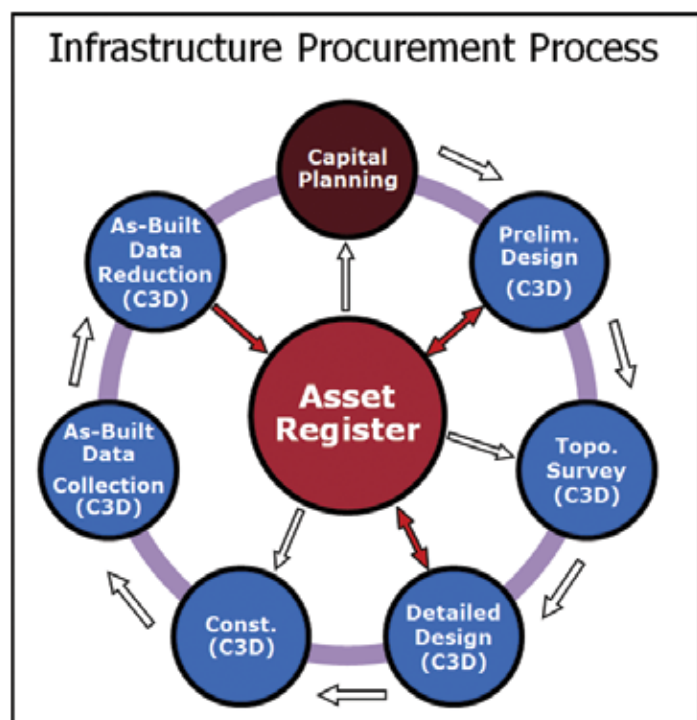 Infrastructure Procurement Process
Capital
Planning
Prelim.
Design
(C3D)
Topo.
Survey
(C3D)
Detailed
Design
(C3D)
Const.
(C3D)
As-Built
Data
Collection
(C3D)
As-Built
Data
Reduction
(C3D)
Asset
Register